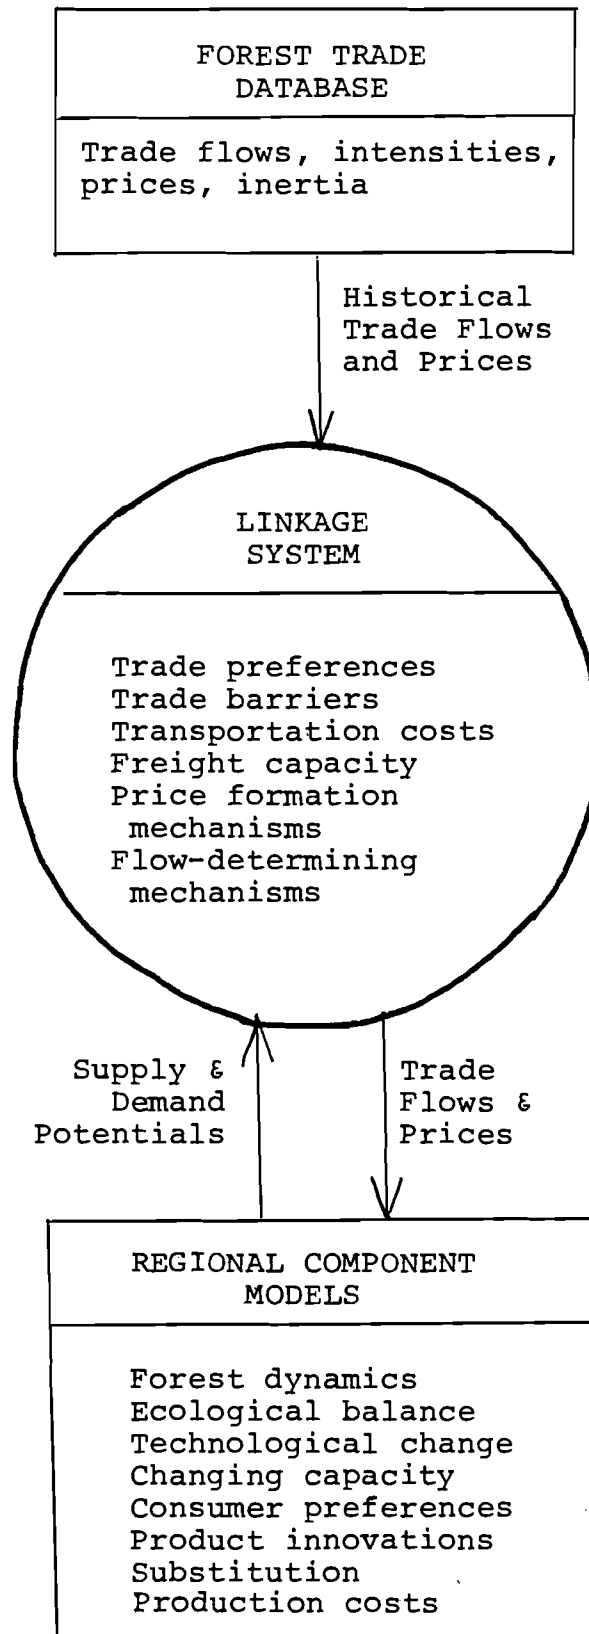 FOREST TRADE
DATABASE
Trade flows, intensities,
prices, inertia
Historical
Trade Flows
and Prices
LINKAGE
SYSTEM
Trade preferences
Trade barriers
Transportation costs
Freight capacity
Price formation
mechanisms
Flow-determining
mechanisms
Supply &
Demand
Potentials
Trade
Flows &
Prices
REGIONAL COMPONENT
MODELS
Forest dynamics
Ecological balance
Technological change
Changing capacity
Consumer preferences
Product innovations
Substitution
Production costs